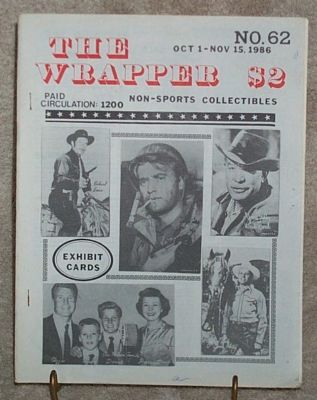 THE
NO. 62
OCT 1 - NOV 15, 1986
WRAPPER $2
PAID
CIRCULATION: 1200
NON-SPORTS COLLECTIBLES
EXHIBIT
CARDS